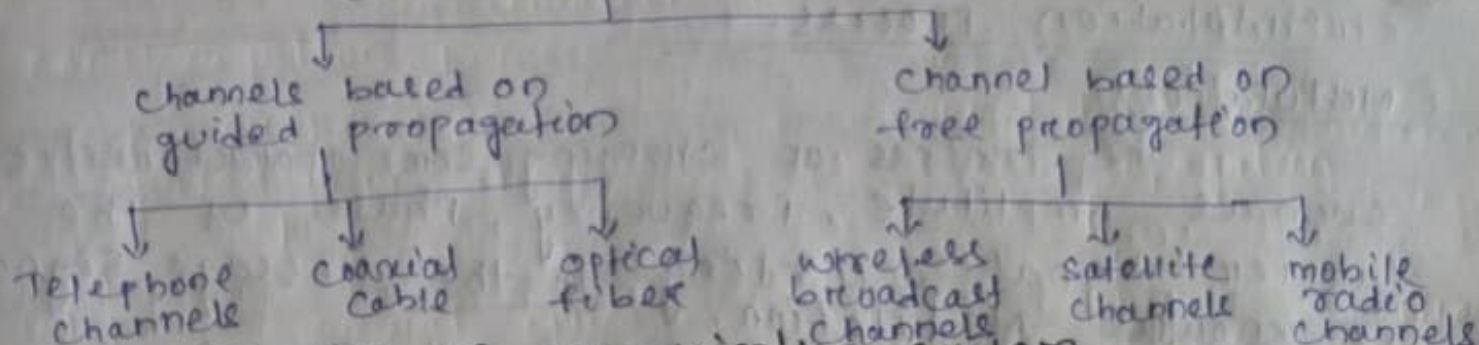 channels based on
guided propagation
channel based on
free propagation
Telephone
channels
coaxial
cable
optical
fiber
wireless
broadcast
channels
satellite
channels
mobile
radio
channels